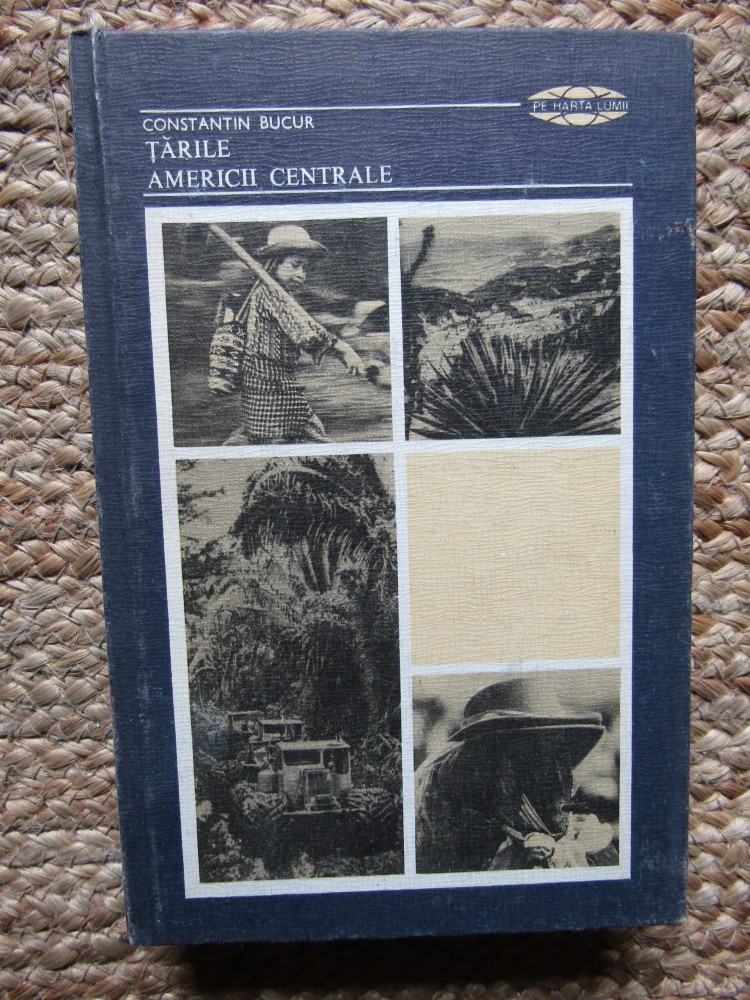 PE HARTA LUMII
CONSTANTIN BUCUR
ȚĂRILE
AMERICII CENTRALE